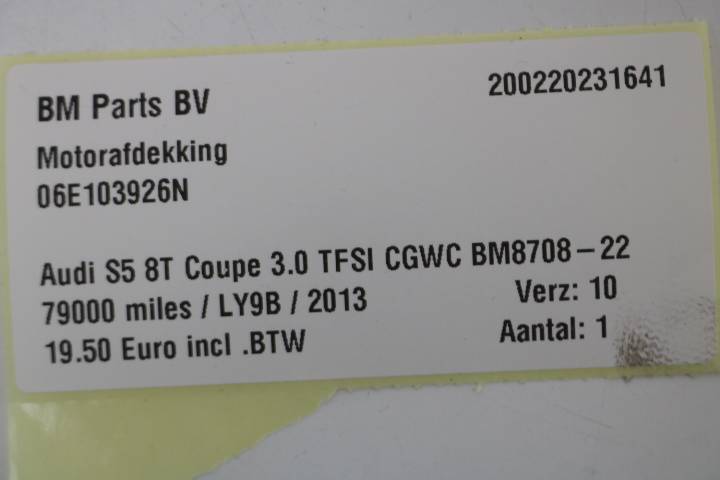 BM Parts BV 200220231641
Motorafdekking
06E103926N
Audi S5 8T Coupe 3.0 TFSI CGWC BM8708-22
79000 miles / LY9B / 2013 Verz: 10
19.50 Euro incl .BTW Aantal: 1